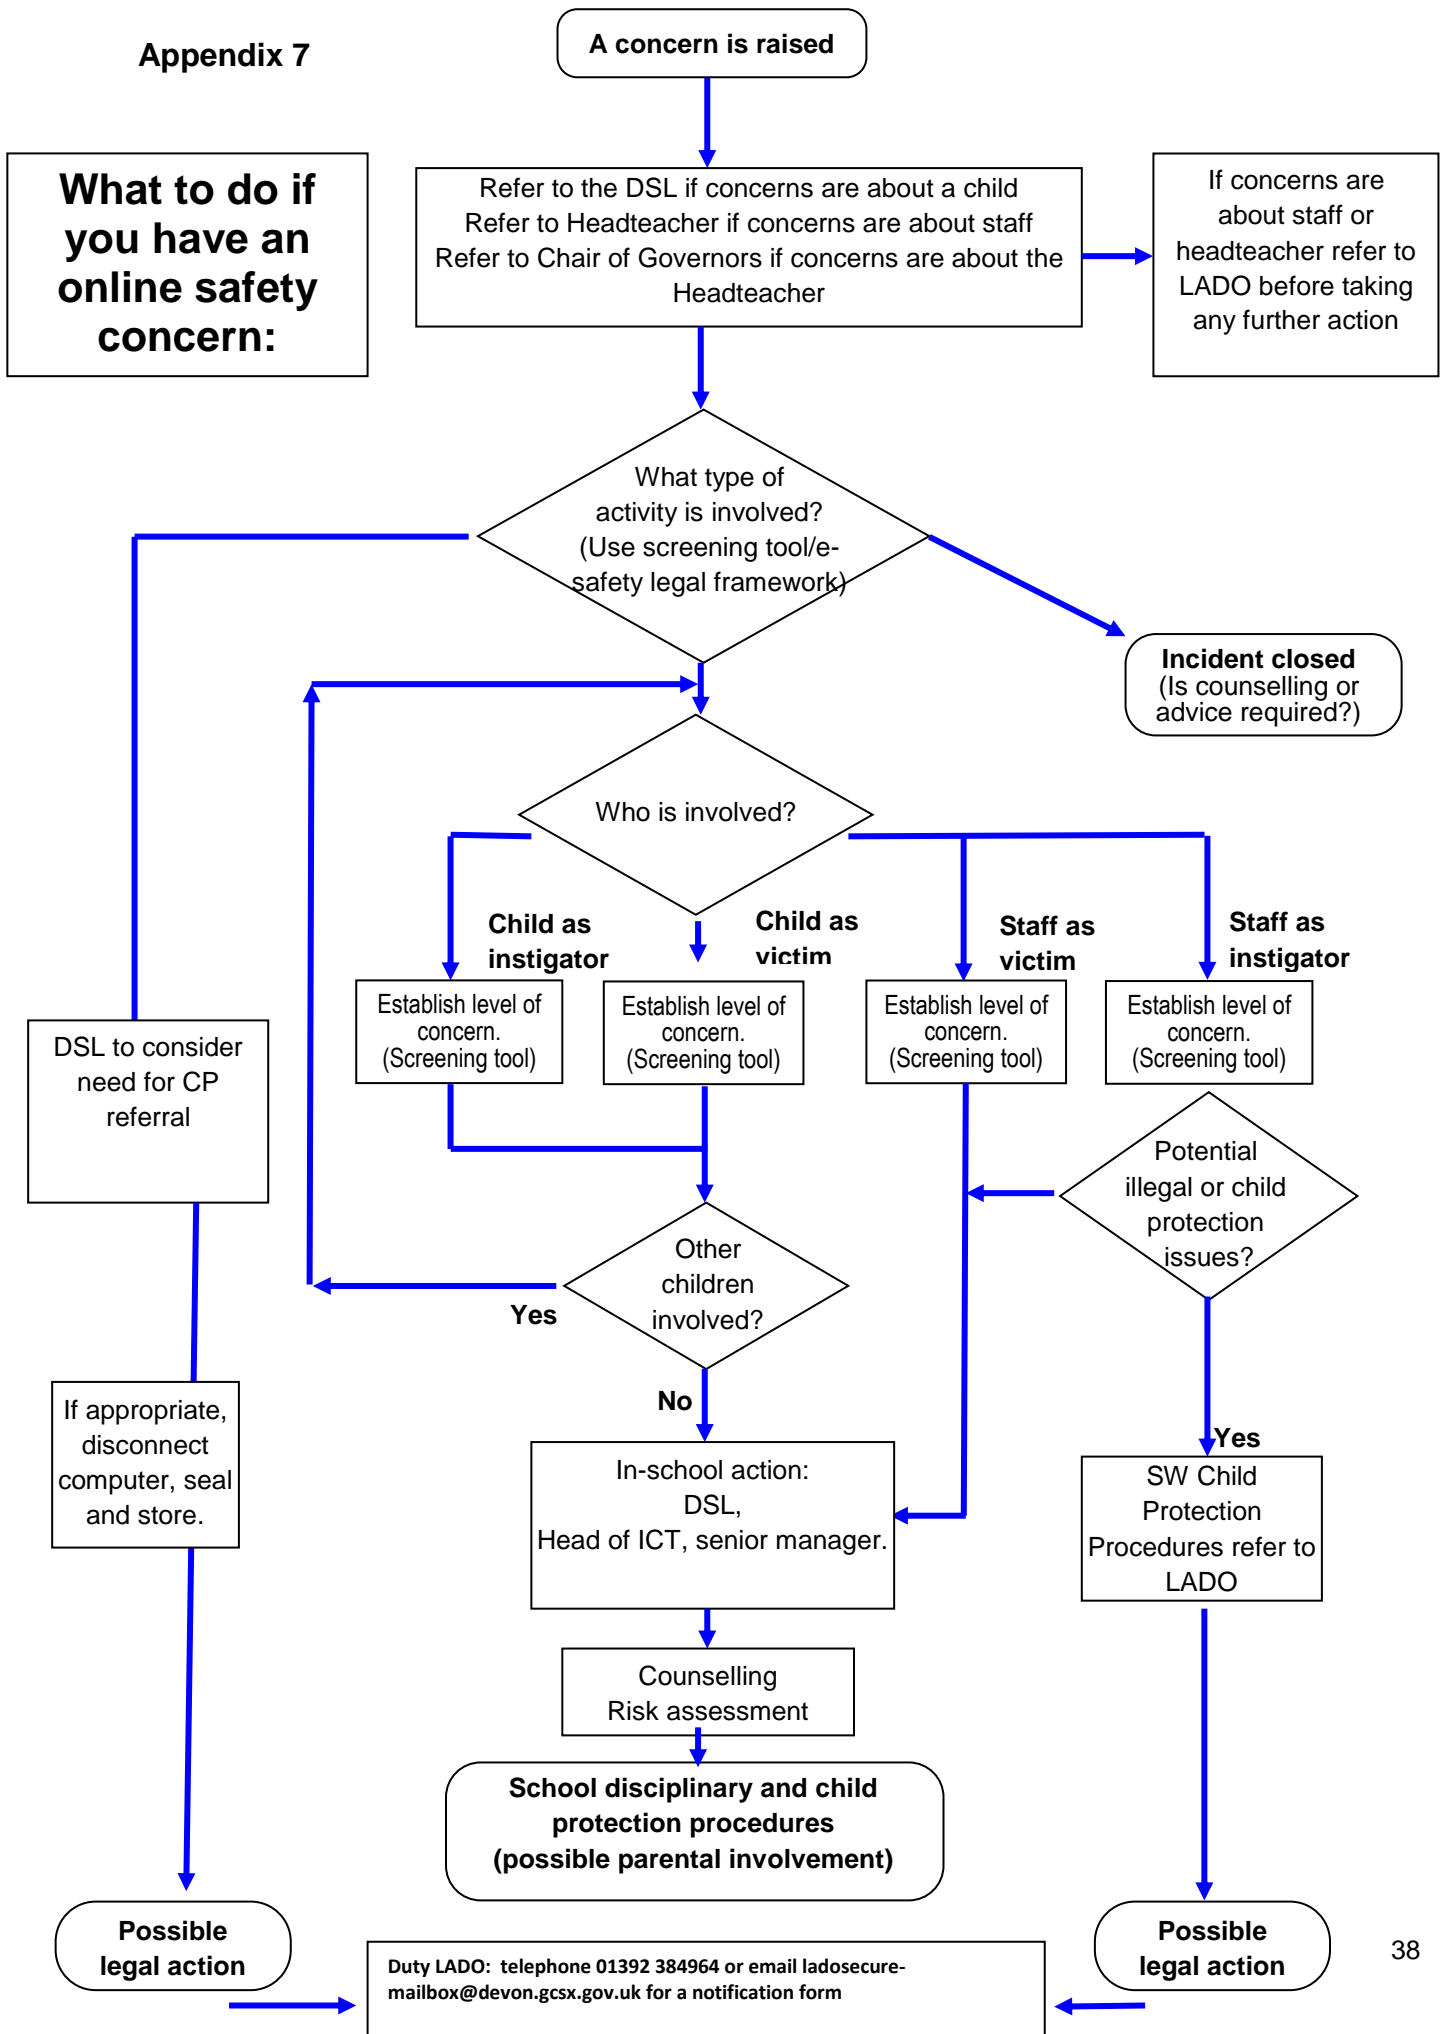 Appendix 7
A concern is raised
What to do if
you have an
online safety
concern:
Refer to the DSL if concerns are about a child
Refer to Headteacher if concerns are about staff
Refer to Chair of Governors if concerns are about the
Headteacher
If concerns are
about staff or
headteacher refer to
LADO before taking
any further action
What type of
activity is involved?
(Use screening tool/e-
safety legal framework)
Incident closed
(Is counselling or
advice required?)
Who is involved?
Child as
instigator
Child as
victim
Staff as
victim
Staff as
instigator
Establish level of
concern.
(Screening tool)
Establish level of
concern.
(Screening tool)
Establish level of
concern.
(Screening tool)
Establish level of
concern.
(Screening tool)
DSL to consider
need for CP
referral
Potential
illegal or child
protection
issues?
Other
children
involved?
Yes
No
Yes
If appropriate,
disconnect
computer, seal
and store.
In-school action:
DSL,
Head of ICT, senior manager.
SW Child
Protection
Procedures refer to
LADO
Counselling
Risk assessment
School disciplinary and child
protection procedures
(possible parental involvement)
Possible
legal action
Possible
legal action
Duty LADO: telephone 01392 384964 or email ladosecure-
mailbox@devon.gcsx.gov.uk for a notification form
38